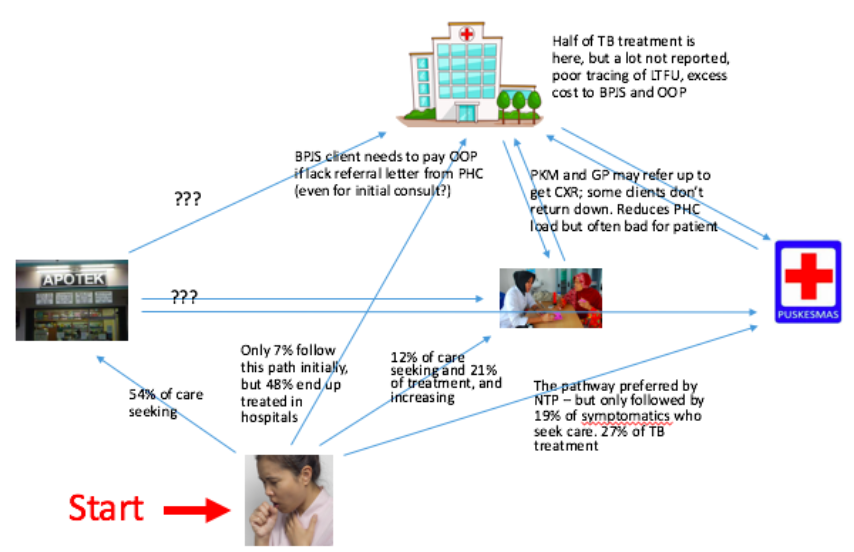 Half of TB treatment is
here, but a lot not reported,
poor tracing of LTFU, excess
cost to BPJS and OOP
BPJS client needs to pay OOP
if lack referral letter from PHC
(even for initial consult?)
???
PKM and GP may refer up to
get CXR; some clients don't
return down. Reduces PHC
load but often bad for patient
APOTEK
???
PUSKESMAS
54% of care
seeking
Only 7% follow
this path initially,
but 48% end up
treated in
hospitals
12% of care
seeking and 21%
of treatment, and
increasing
The pathway preferred by
NTP – but only followed by
19% of symptomatics who
seek care. 27% of TB
treatment
Start